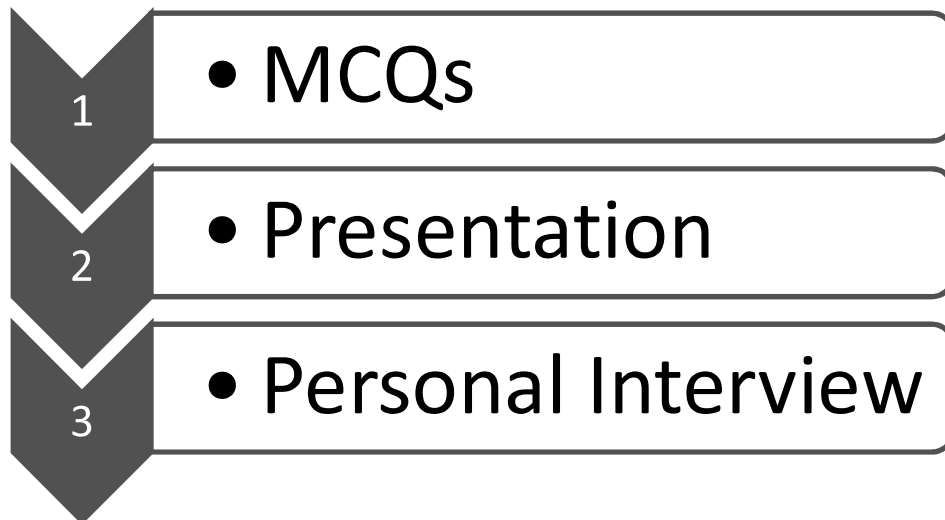 1
• MCQs
2
• Presentation
3
• Personal Interview